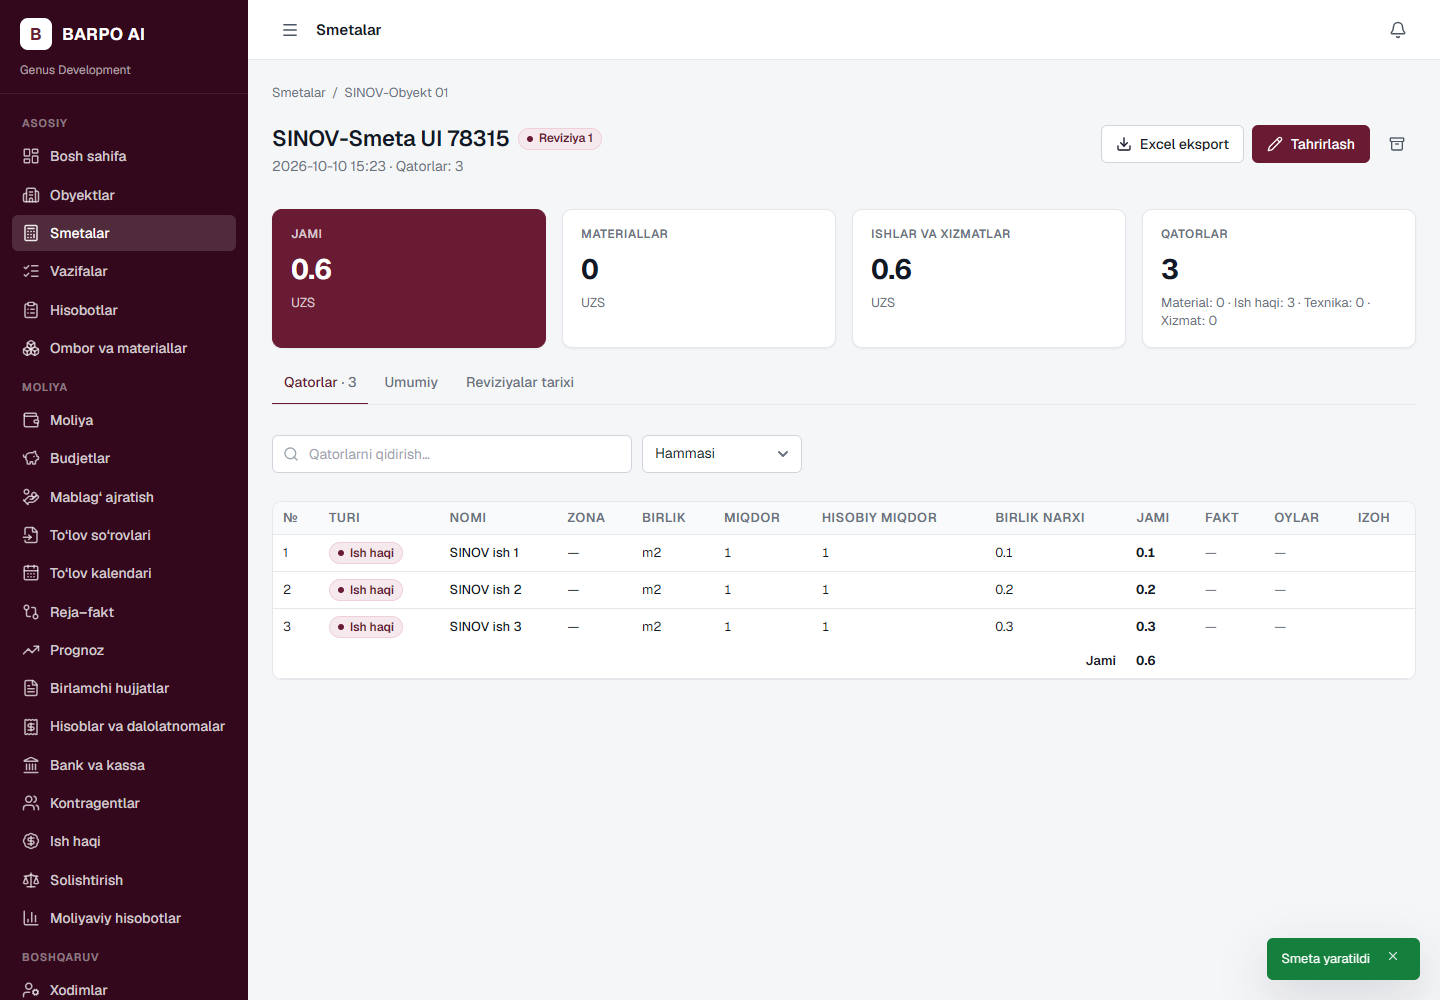 B BARPO AI
Genus Development
ASOSIY
Bosh sahifa
Obyektlar
Smetalar
Vazifalar
Hisobotlar
Ombor va materiallar
MOLIYA
Moliya
Budjetlar
Mablag‘ ajratish
To‘lov so‘rovlari
To‘lov kalendari
Reja–fakt
Prognoz
Birlamchi hujjatlar
Hisoblar va dalolatnomalar
Bank va kassa
Kontragentlar
Ish haqi
Solishtirish
Moliyaviy hisobotlar
BOSHQARUV
Xodimlar
Smetalar
Smetalar / SINOV-Obyekt 01
SINOV-Smeta UI 78315 Reviziya 1
2026-10-10 15:23 · Qatorlar: 3
Excel eksport
Tahrirlash
JAMI
0.6
UZS
MATERIALLAR
0
UZS
ISHLAR VA XIZMATLAR
0.6
UZS
QATORLAR
3
Material: 0 · Ish haqi: 3 · Texnika: 0 ·
Xizmat: 0
Qatorlar · 3 Umumiy Reviziyalar tarixi
Qatorlarni qidirish... Hammasi
№ TURI NOMI ZONA BIRLIK MIQDOR HISOBIY MIQDOR BIRLIK NARXI JAMI FAKT OYLAR IZOH
1 Ish haqi SINOV ish 1 — m2 1 1 0.1 0.1 — —
2 Ish haqi SINOV ish 2 — m2 1 1 0.2 0.2 — —
3 Ish haqi SINOV ish 3 — m2 1 1 0.3 0.3 — —
Jami 0.6
Smeta yaratildi